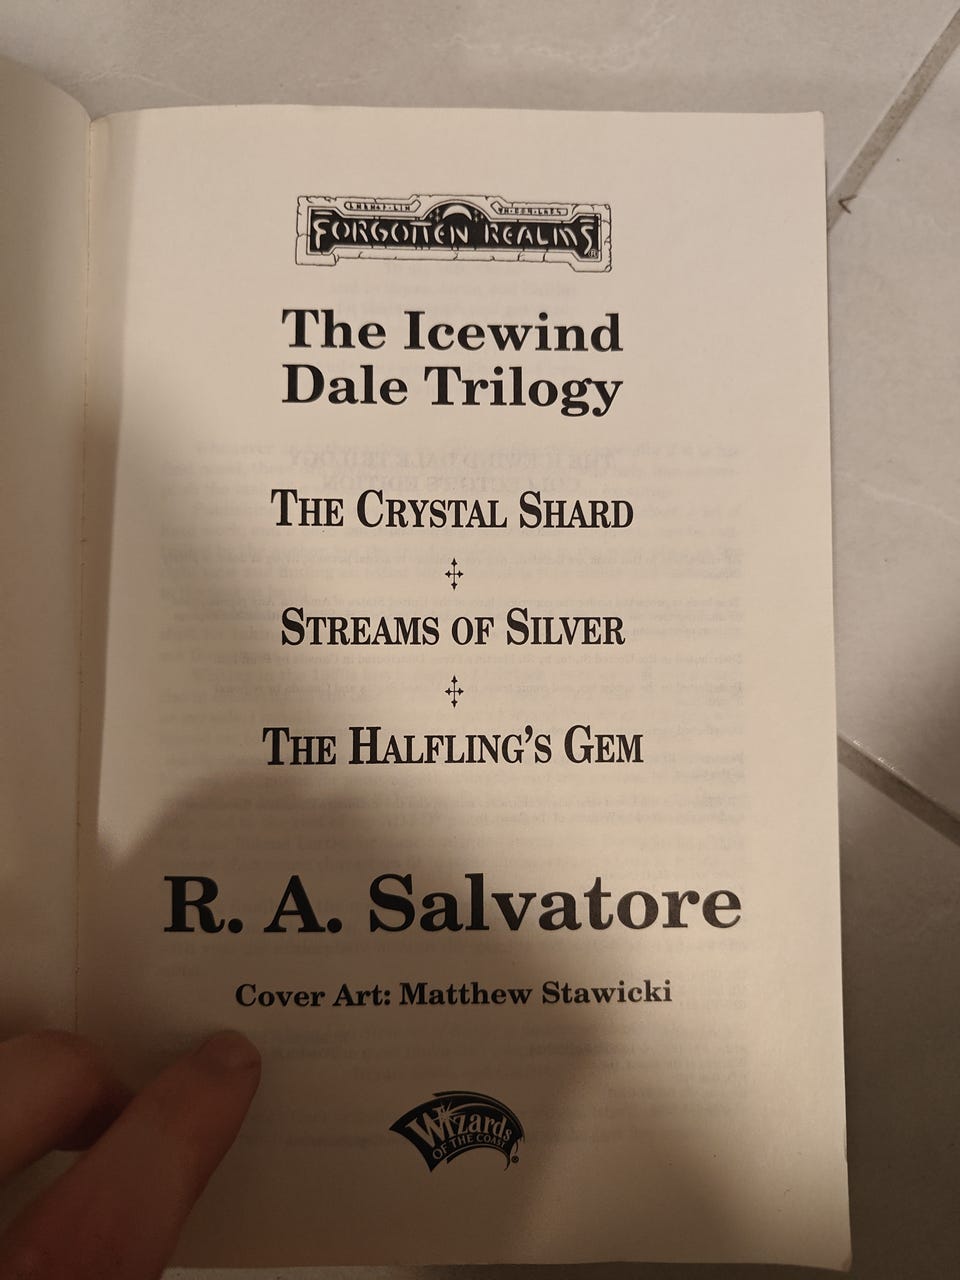 FORGOTTEN REALMS®
The Icewind
Dale Trilogy
THE CRYSTAL SHARD
STREAMS OF SILVER
THE HALFLING'S GEM
R. A. Salvatore
Cover Art: Matthew Stawicki
Wizards
OF THE COAST®